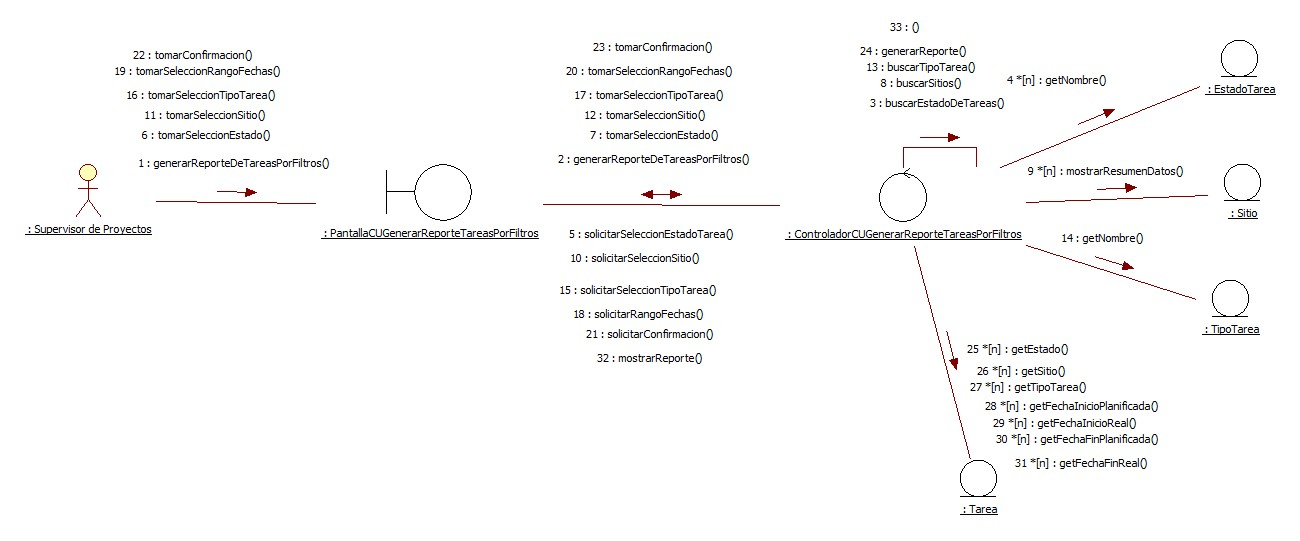 33 : ()
22 : tomarConfirmacion()
19 : tomarSeleccionRangoFechas()
16 : tomarSeleccionTipoTarea()
11 : tomarSeleccionSitio()
6 : tomarSeleccionEstado()
1 : generarReporteDeTareasPorFiltros()
23 : tomarConfirmacion()
20 : tomarSeleccionRangoFechas()
17 : tomarSeleccionTipoTarea()
12 : tomarSeleccionSitio()
7 : tomarSeleccionEstado()
2 : generarReporteDeTareasPorFiltros()
24 : generarReporte()
13 : buscarTipoTarea()
8 : buscarSitios()
3 : buscarEstadoDeTareas()
4 *[n] : getNombre()
: EstadoTarea
9 *[n] : mostrarResumenDatos()
: Sitio
: Supervisor de Proyectos
: PantallaCUGenerarReporteTareasPorFiltros
: ControladorCUGenerarReporteTareasPorFiltros
14 : getNombre()
: TipoTarea
5 : solicitarSeleccionEstadoTarea()
10 : solicitarSeleccionSitio()
15 : solicitarSeleccionTipoTarea()
18 : solicitarRangoFechas()
21 : solicitarConfirmacion()
32 : mostrarReporte()
25 *[n] : getEstado()
26 *[n] : getSitio()
27 *[n] : getTipoTarea()
28 *[n] : getFechaInicioPlanificada()
29 *[n] : getFechaInicioReal()
30 *[n] : getFechaFinPlanificada()
31 *[n] : getFechaFinReal()
: Tarea